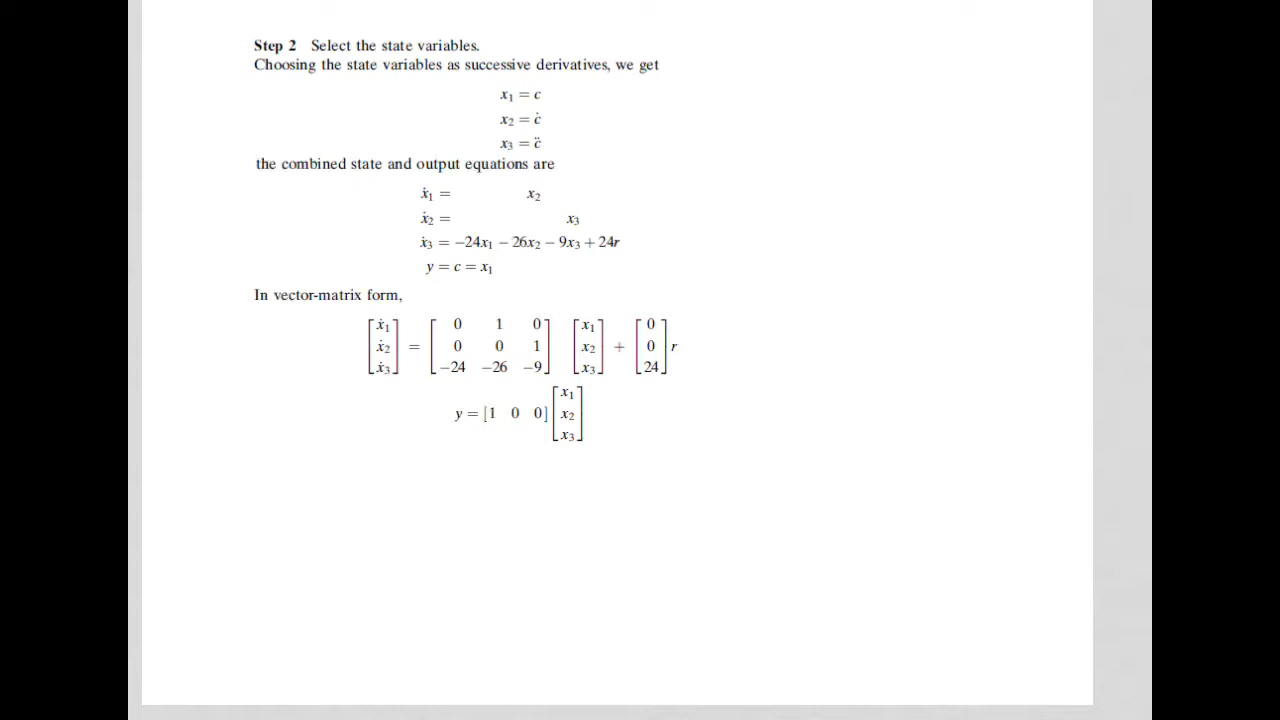 Step 2 Select the state variables.
Choosing the state variables as successive derivatives, we get
x₁ = c
x₂ = ċ
x₃ = c̈
the combined state and output equations are
ẋ₁ = x₂
ẋ₂ = x₃
ẋ₃ = −24x₁ − 26x₂ − 9x₃ + 24r
y = c = x₁
In vector-matrix form,
[ẋ₁] = [0 1 0] [x₁] + [0]
[ẋ₂] = [0 0 1] [x₂] + [0] r
[ẋ₃] = [−24 −26 −9] [x₃] + [24]
y = [1 0 0] [x₁
x₂
x₃]